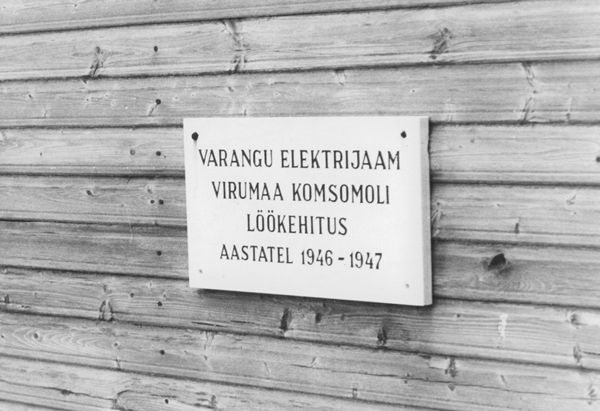 VARANGU ELEKTRIJAAM
VIRUMAA KOMSOMOLI
LÖÖKEHITUS
AASTATEL 1946-1947